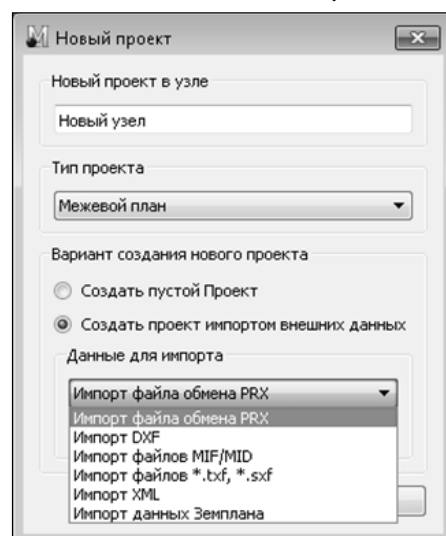 Новый проект
Новый проект в узле
Новый узел
Тип проекта
Межевой план
Вариант создания нового проекта
Создать пустой Проект
Создать проект импортом внешних данных
Данные для импорта
Импорт файла обмена PRX
Импорт файла обмена PRX
Импорт DXF
Импорт файлов MIF/MID
Импорт файлов *.txf, *.sxf
Импорт XML
Импорт данных Земплана